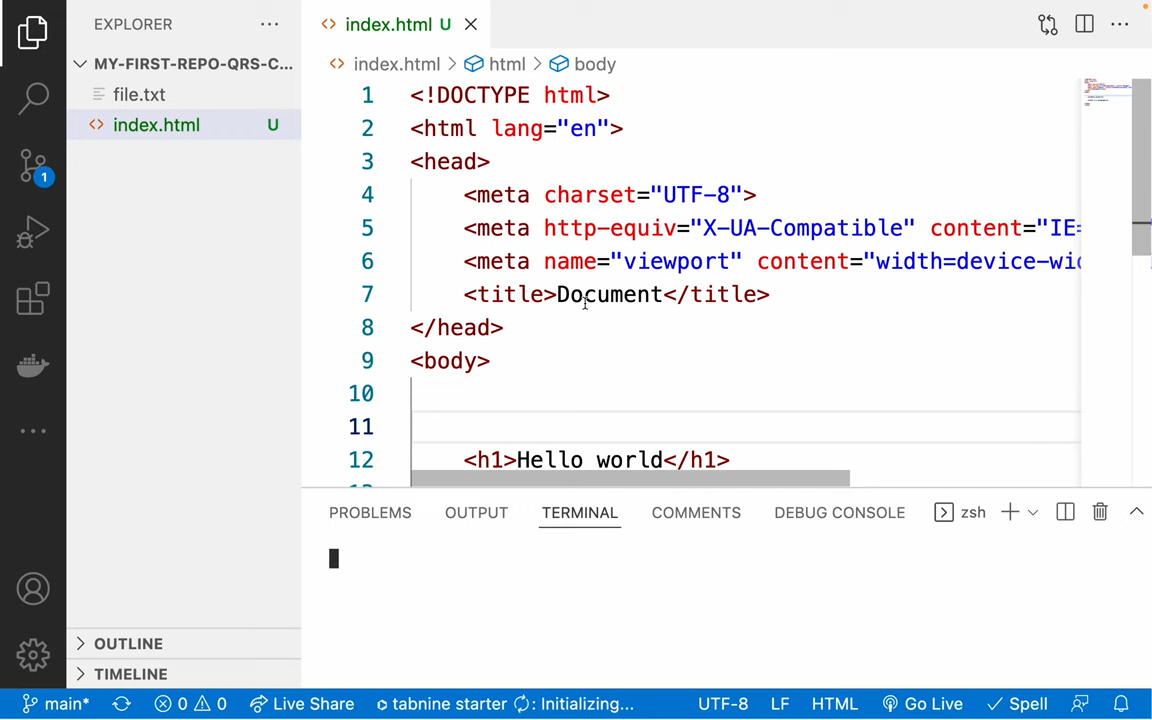 EXPLORER
MY-FIRST-REPO-QRS-C...
file.txt
index.html U
OUTLINE
TIMELINE
1
index.html U
index.html > html > body
1 <!DOCTYPE html>
2 <html lang="en">
3 <head>
4 <meta charset="UTF-8">
5 <meta http-equiv="X-UA-Compatible" content="IE=
6 <meta name="viewport" content="width=device-wid
7 <title>Document</title>
8 </head>
9 <body>
10
11
12 <h1>Hello world</h1>
PROBLEMS OUTPUT TERMINAL COMMENTS DEBUG CONSOLE zsh
main* 0 0 Live Share tabnine starter : Initializing... UTF-8 LF HTML Go Live Spell